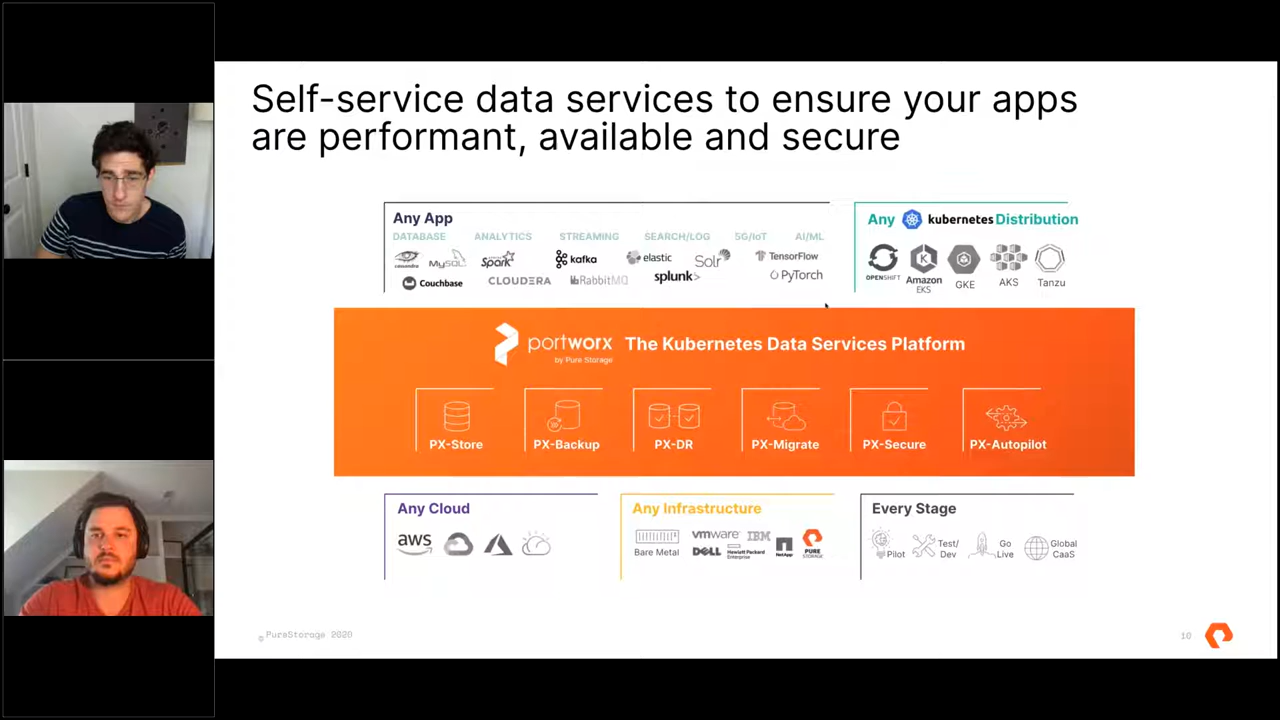 Self-service data services to ensure your apps
are performant, available and secure
Any App
DATABASE ANALYTICS STREAMING SEARCH/LOG 5G/IoT AI/ML
cassandra MySQL Spark kafka elastic Solr TensorFlow
Couchbase CLOUDERA RabbitMQ splunk> PyTorch
Any kubernetes Distribution
OPENSHIFT Amazon EKS GKE AKS Tanzu
portworx
by Pure Storage
The Kubernetes Data Services Platform
PX-Store PX-Backup PX-DR PX-Migrate PX-Secure PX-Autopilot
Any Cloud
aws
Any Infrastructure
Bare Metal
vmware IBM
DELL Hewlett Packard Enterprise NetApp PURE STORAGE
Every Stage
Pilot Test/ Dev Go Live Global CaaS
© PureStorage 2020
10